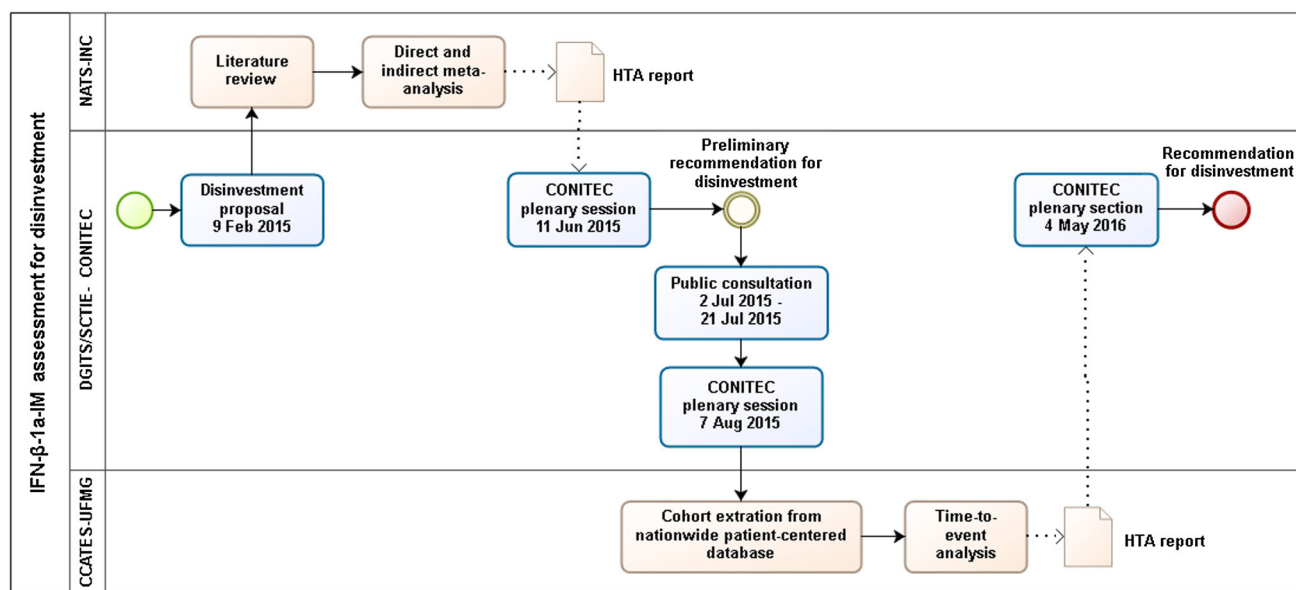 IFN-β-1a-IM assessment for disinvestment
NATS-INC
Literature
review
Direct and
indirect meta-
analysis
HTA report
DGITS/SCTIE - CONITEC
Disinvestment
proposal
9 Feb 2015
CONITEC
plenary session
11 Jun 2015
Preliminary
recommendation for
disinvestment
Public consultation
2 Jul 2015 -
21 Jul 2015
CONITEC
plenary session
7 Aug 2015
CONITEC
plenary section
4 May 2016
Recommendation
for disinvestment
CCATES-UFMG
Cohort extration from
nationwide patient-centered
database
Time-to-
event
analysis
HTA report